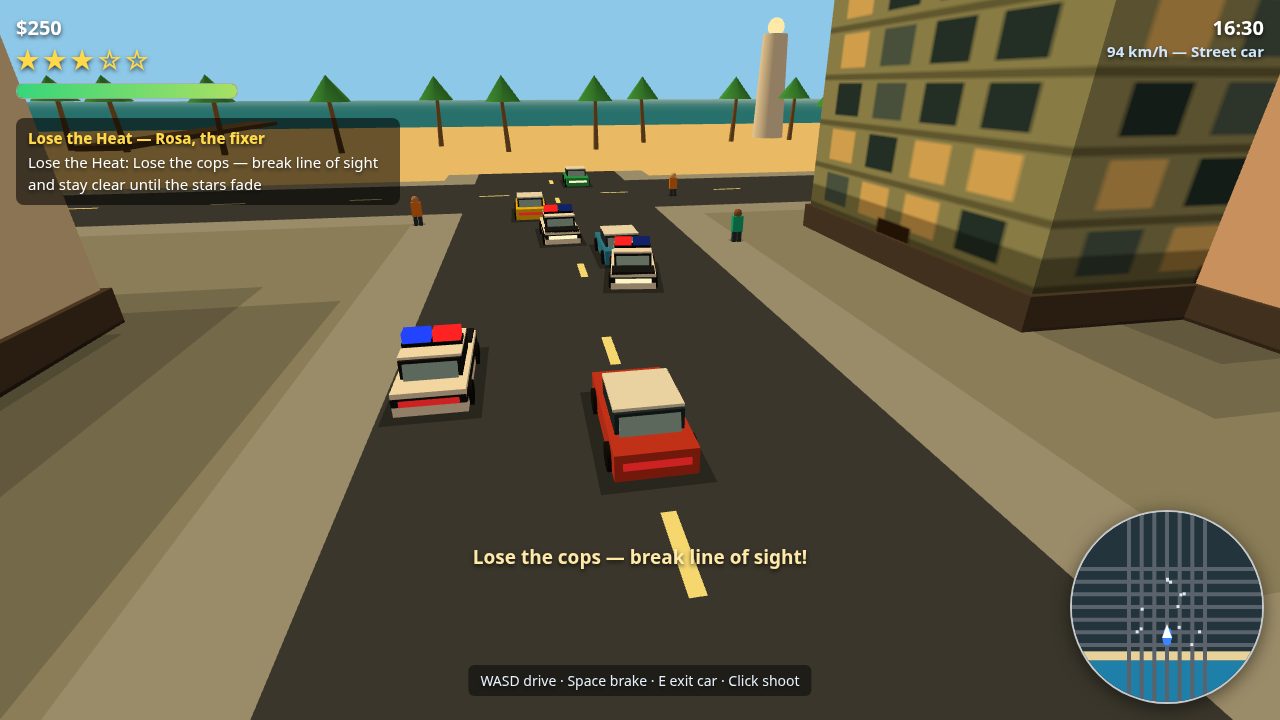 $250
16:30
94 km/h — Street car
Lose the Heat — Rosa, the fixer
Lose the Heat: Lose the cops — break line of sight
and stay clear until the stars fade
Lose the cops — break line of sight!
WASD drive · Space brake · E exit car · Click shoot